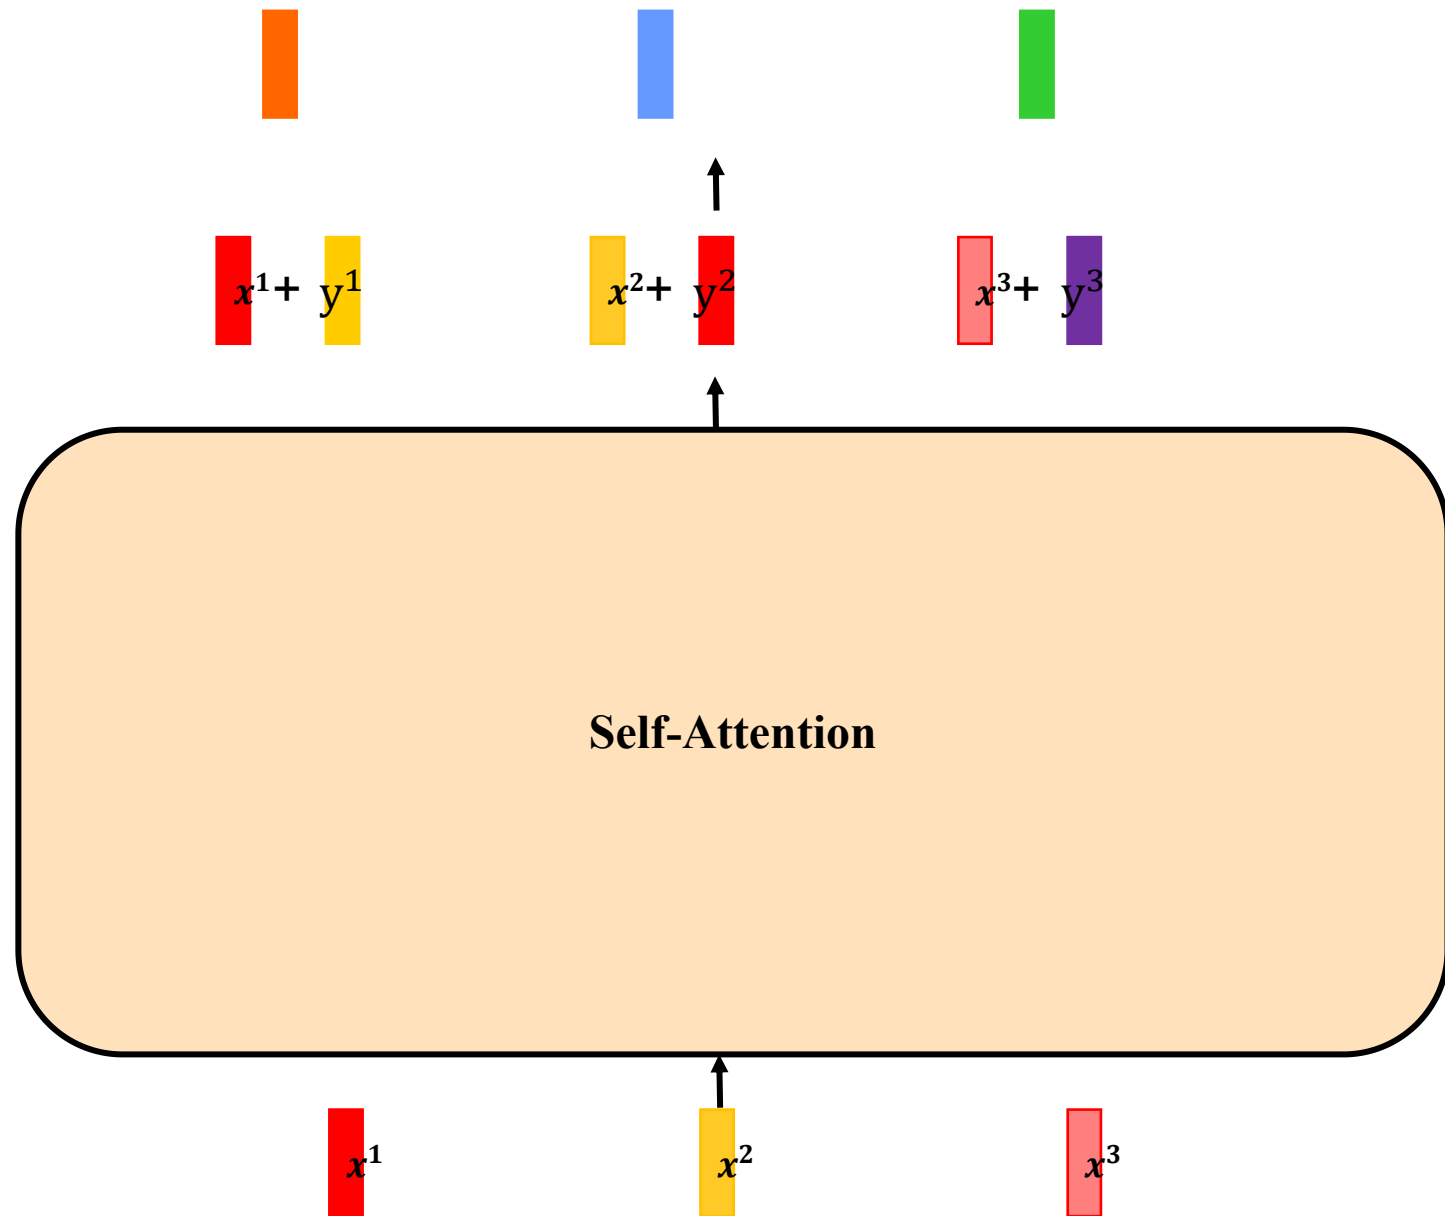 x¹ + y¹ x² + y² x³ + y³
Self-Attention
x¹ x² x³